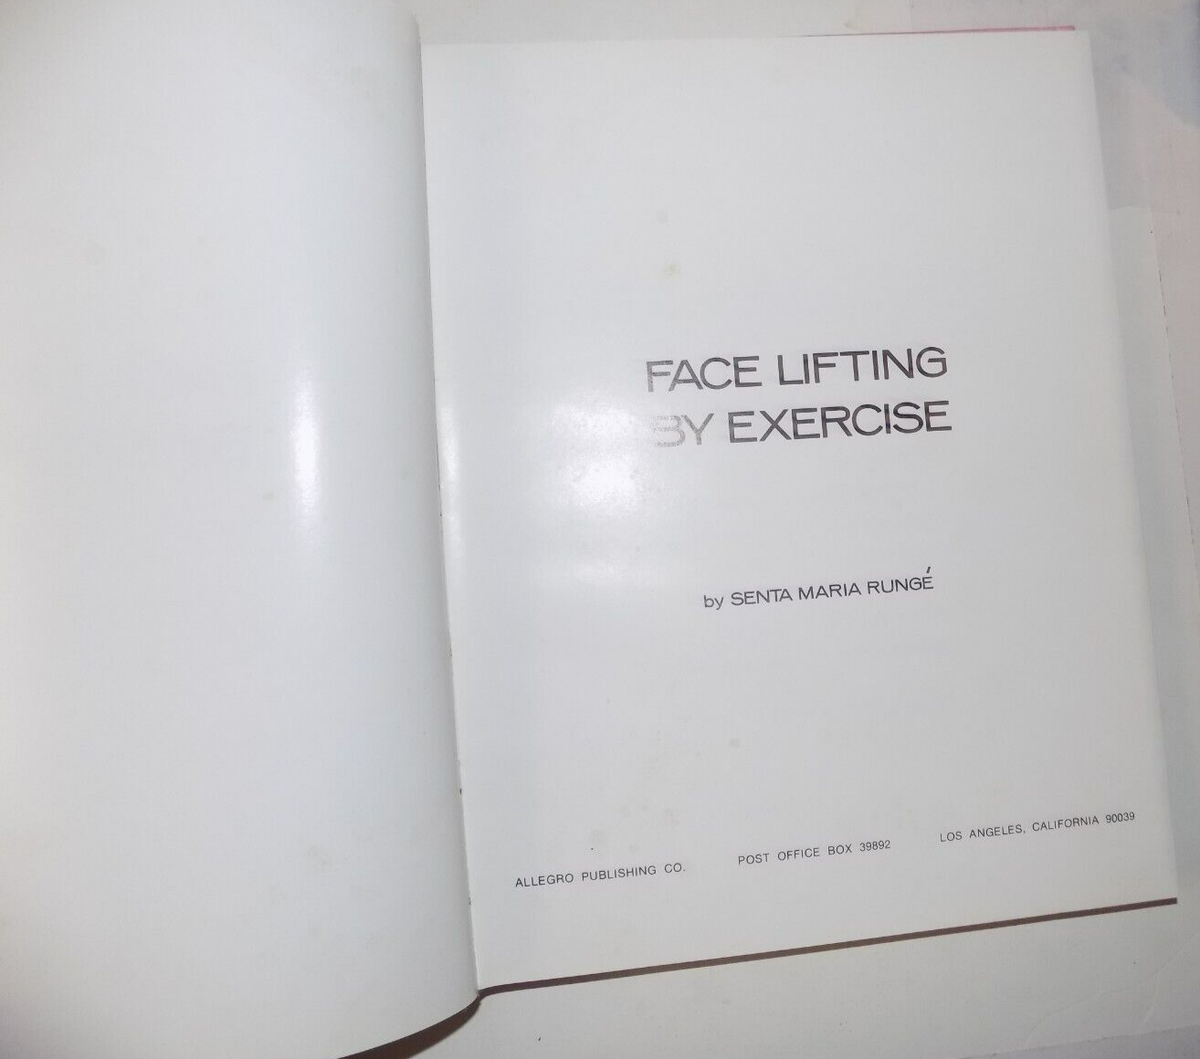 FACE LIFTING
BY EXERCISE
by SENTA MARIA RUNGÉ
ALLEGRO PUBLISHING CO. POST OFFICE BOX 39892 LOS ANGELES, CALIFORNIA 90039